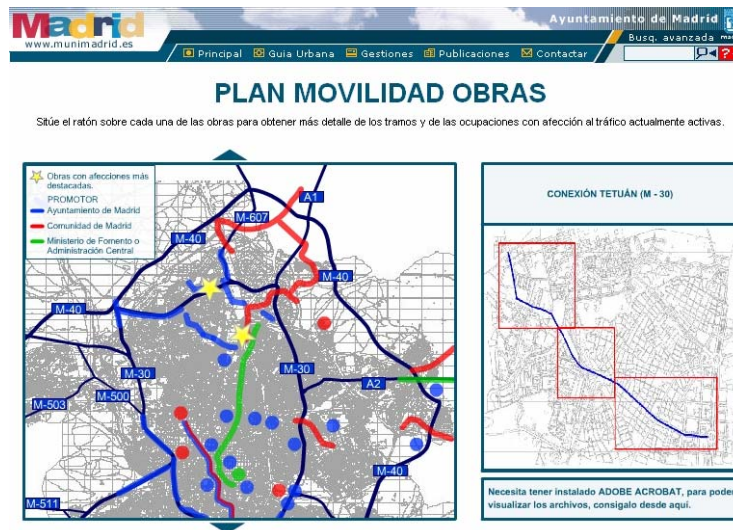 Madrid
www.munimadrid.es
Ayuntamiento de Madrid
Busq. avanzada
Principal Guia Urbana Gestiones Publicaciones Contactar
PLAN MOVILIDAD OBRAS
Sitúe el ratón sobre cada una de las obras para obtener más detalle de los tramos y de las ocupaciones con afección al tráfico actualmente activas.
Obras con afecciones más
destacadas.
PROMOTOR
Ayuntamiento de Madrid
Comunidad de Madrid
Ministerio de Fomento o
Administración Central
A1
M-607
M-40
M-40
M-40
M-30
M-30
A2
M-500
M-503
M-40
M-511
CONEXIÓN TETUÁN (M - 30)
Necesita tener instalado ADOBE ACROBAT, para poder
visualizar los archivos, consigalo desde aquí.